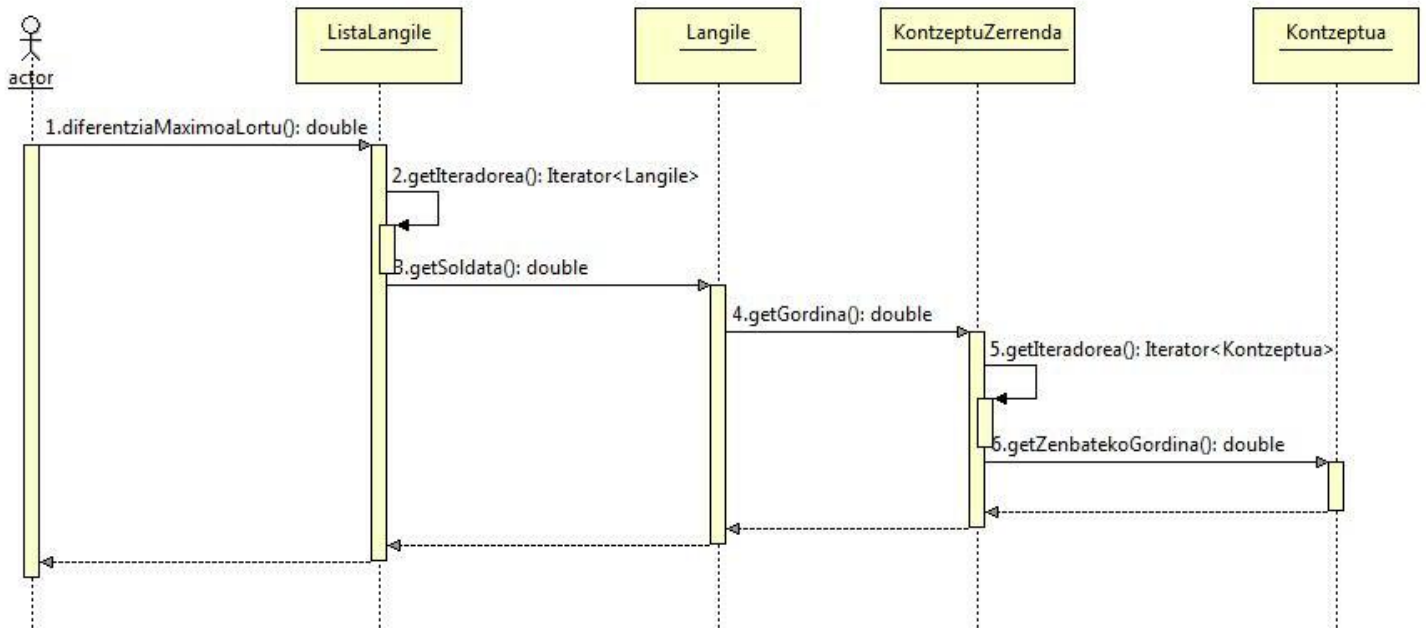 actor
ListaLangile
Langile
KontzeptuZerrenda
Kontzeptua
1.diferentziaMaximoaLortu(): double
2.getIteradorea(): Iterator<Langile>
3.getSoldata(): double
4.getGordina(): double
5.getIteradorea(): Iterator<Kontzeptua>
6.getZenbatekoGordina(): double